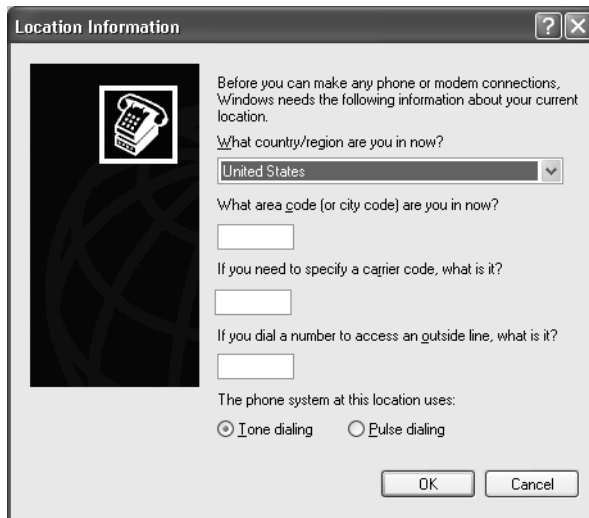 Location Information
Before you can make any phone or modem connections,
Windows needs the following information about your current
location.
What country/region are you in now?
United States
What area code (or city code) are you in now?
If you need to specify a carrier code, what is it?
If you dial a number to access an outside line, what is it?
The phone system at this location uses:
Tone dialing Pulse dialing
OK Cancel